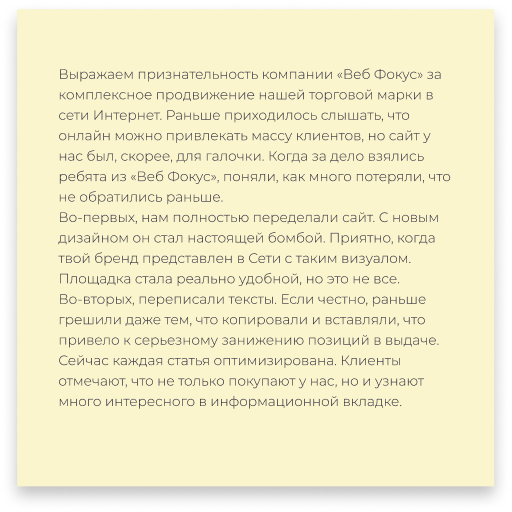 Выражаем признательность компании «Веб Фокус» за
комплексное продвижение нашей торговой марки в
сети Интернет. Раньше приходилось слышать, что
онлайн можно привлекать массу клиентов, но сайт у
нас был, скорее, для галочки. Когда за дело взялись
ребята из «Веб Фокус», поняли, как много потеряли, что
не обратились раньше.
Во-первых, нам полностью переделали сайт. С новым
дизайном он стал настоящей бомбой. Приятно, когда
твой бренд представлен в Сети с таким визуалом.
Площадка стала реально удобной, но это не все.
Во-вторых, переписали тексты. Если честно, раньше
грешили даже тем, что копировали и вставляли, что
привело к серьезному занижению позиций в выдаче.
Сейчас каждая статья оптимизирована. Клиенты
отмечают, что не только покупают у нас, но и узнают
много интересного в информационной вкладке.